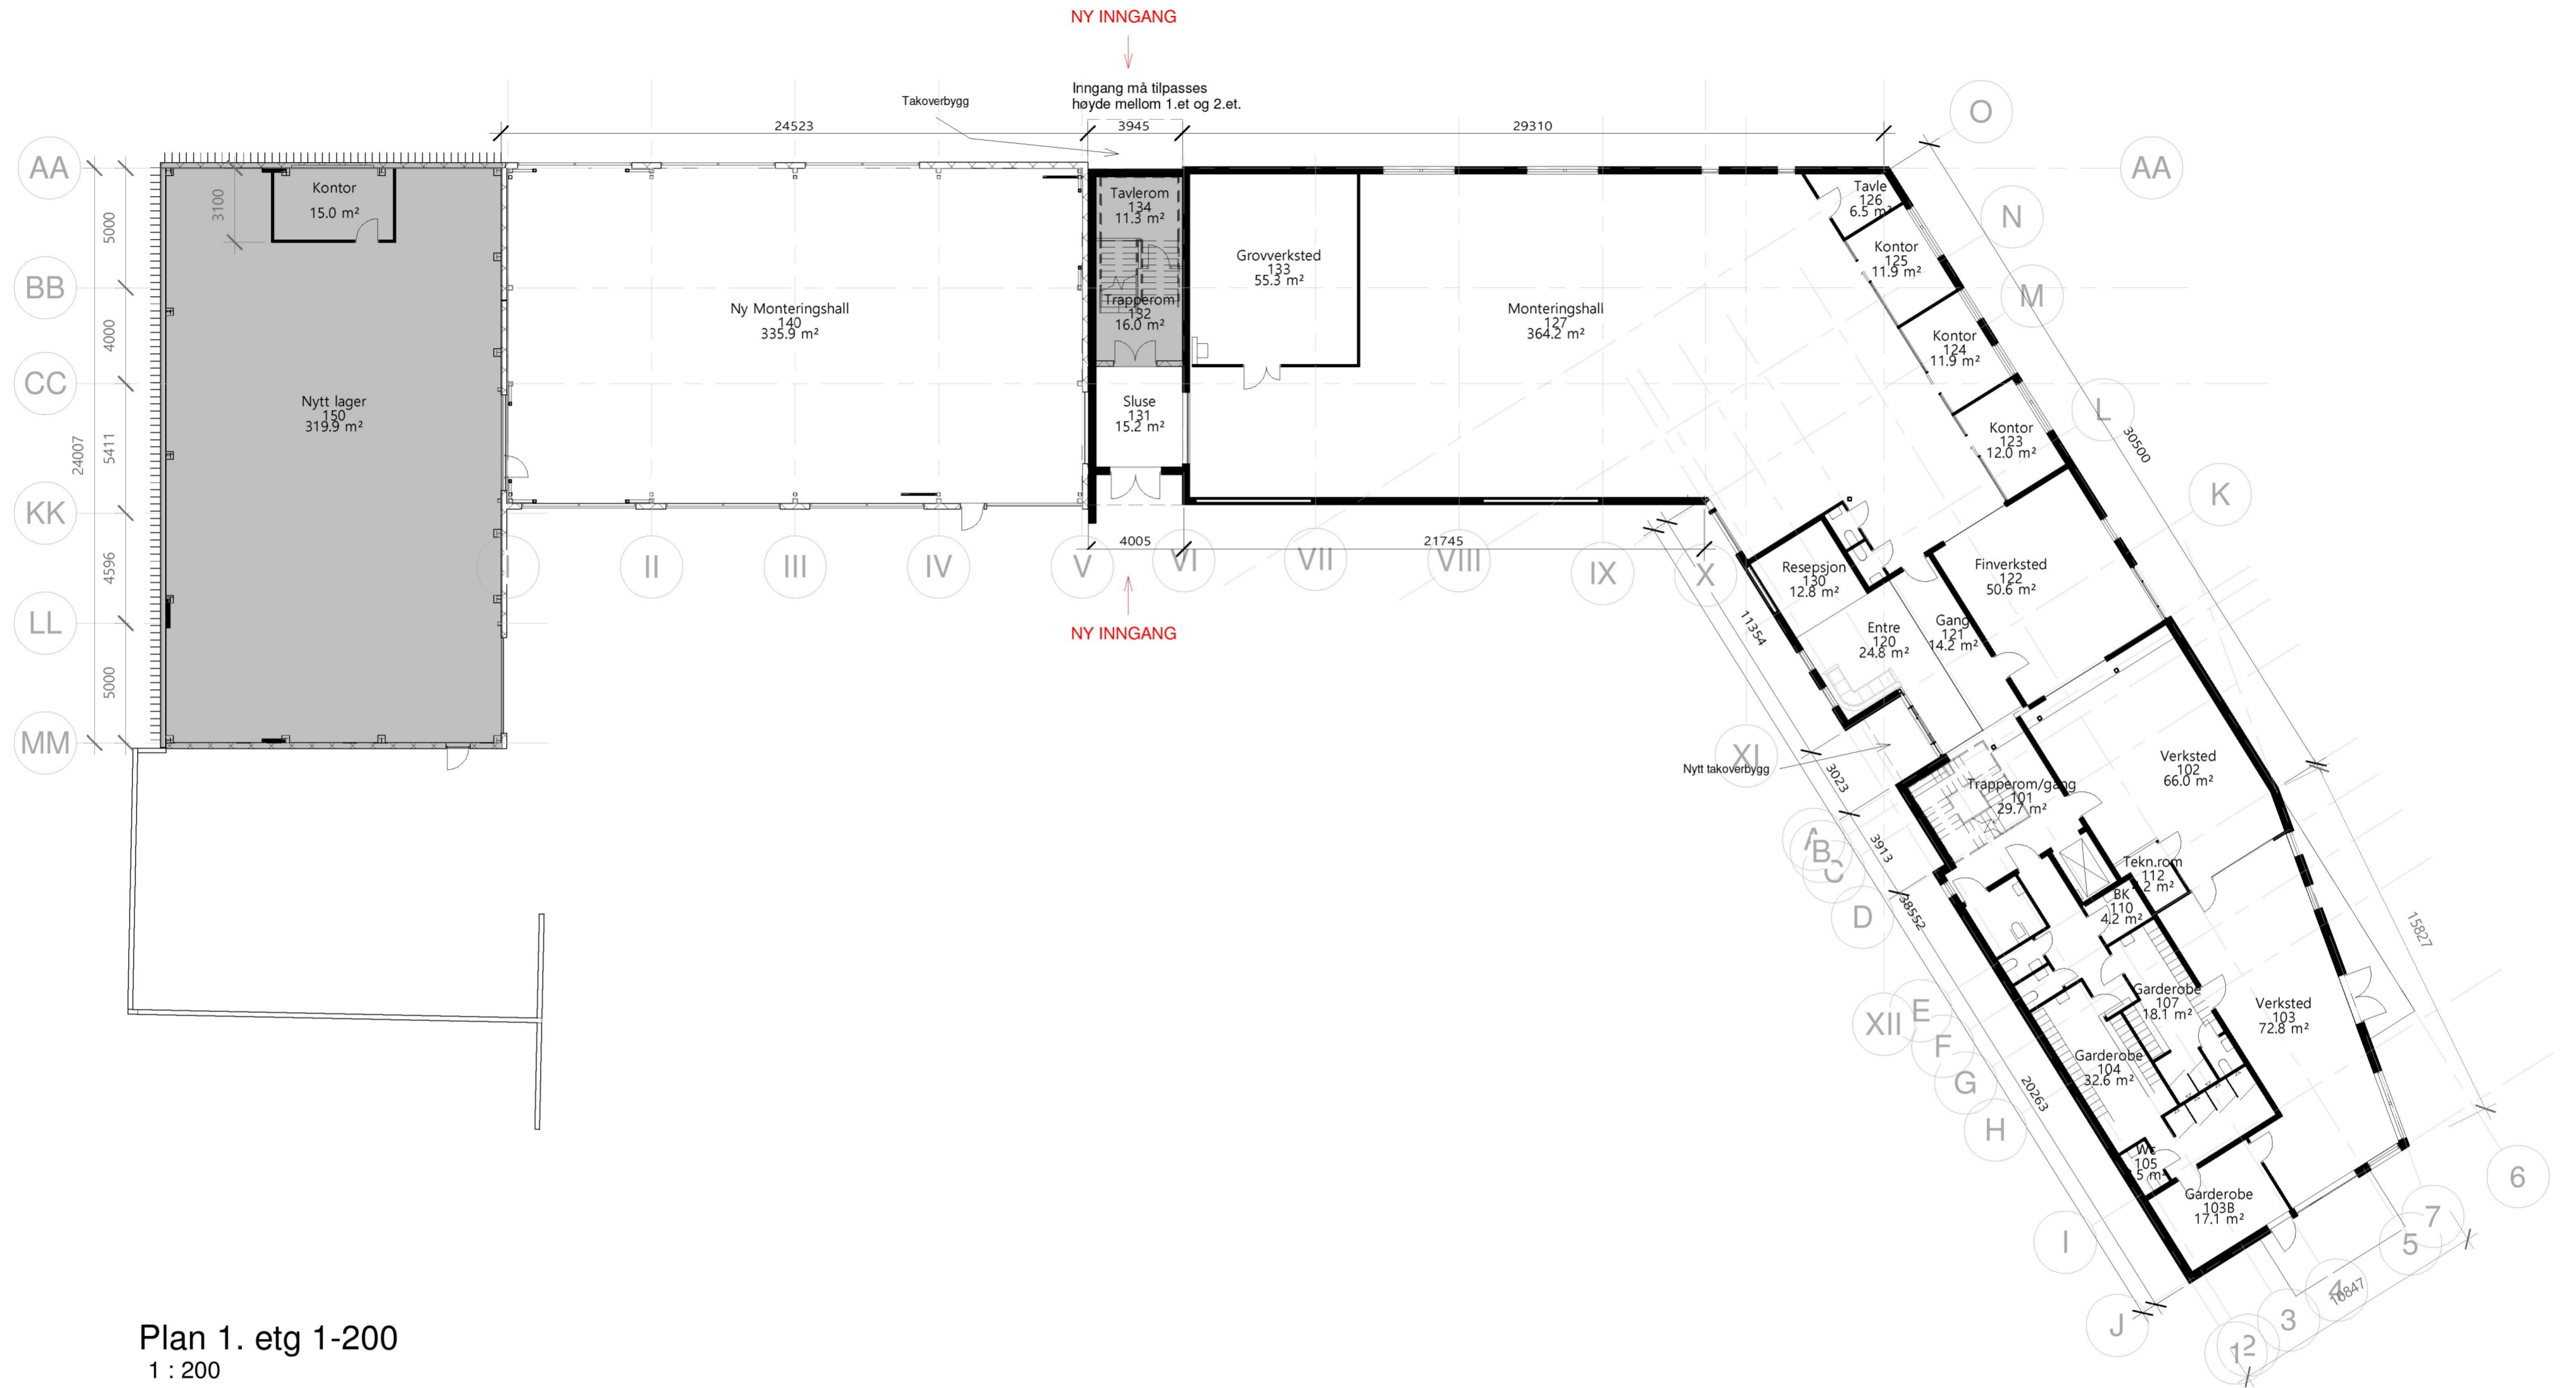 NY INNGANG
Inngang må tilpasses
høyde mellom 1.et og 2.et.
Takoverbygg
24523
3945
29310
O
AA
AA
N
M
L
K
BB
CC
KK
LL
MM
5000
4000
5411
4596
5000
24007
3100
Kontor
15.0 m²
Nytt lager
150
319.9 m²
Ny Monteringshall
140
335.9 m²
Tavlerom
134
11.3 m²
Trapperom
132
16.0 m²
Sluse
131
15.2 m²
Grovverksted
133
55.3 m²
Monteringshall
127
364.2 m²
Tavle
126
6.5 m²
Kontor
125
11.9 m²
Kontor
124
11.9 m²
Kontor
123
12.0 m²
30500
4005
21745
I
II
III
IV
V
VI
VII
VIII
IX
X
XI
XII
NY INNGANG
Resepsjon
130
12.8 m²
Finverksted
122
50.6 m²
Entre
120
24.8 m²
Gang
121
14.2 m²
11354
Nytt takoverbygg
3023
3913
38552
20263
15827
Trapperom/gang
101
29.7 m²
Verksted
102
66.0 m²
Tekn.rom
112
BK
110
4.2 m²
Garderobe
107
18.1 m²
Verksted
103
72.8 m²
Garderobe
104
32.6 m²
105
Garderobe
103B
17.1 m²
A
B
C
D
E
F
G
H
I
J
1
2
3
4
5
7
6
Plan 1. etg 1-200
1 : 200